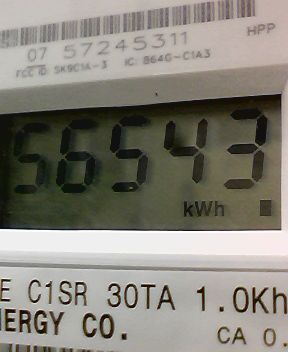 HPP
07 57245311
FCC ID: SK9C1A-3 IC: 864G-C1A3
56543
kWh
E C1SR 30TA 1.0Kh
NERGY CO.
CA 0.